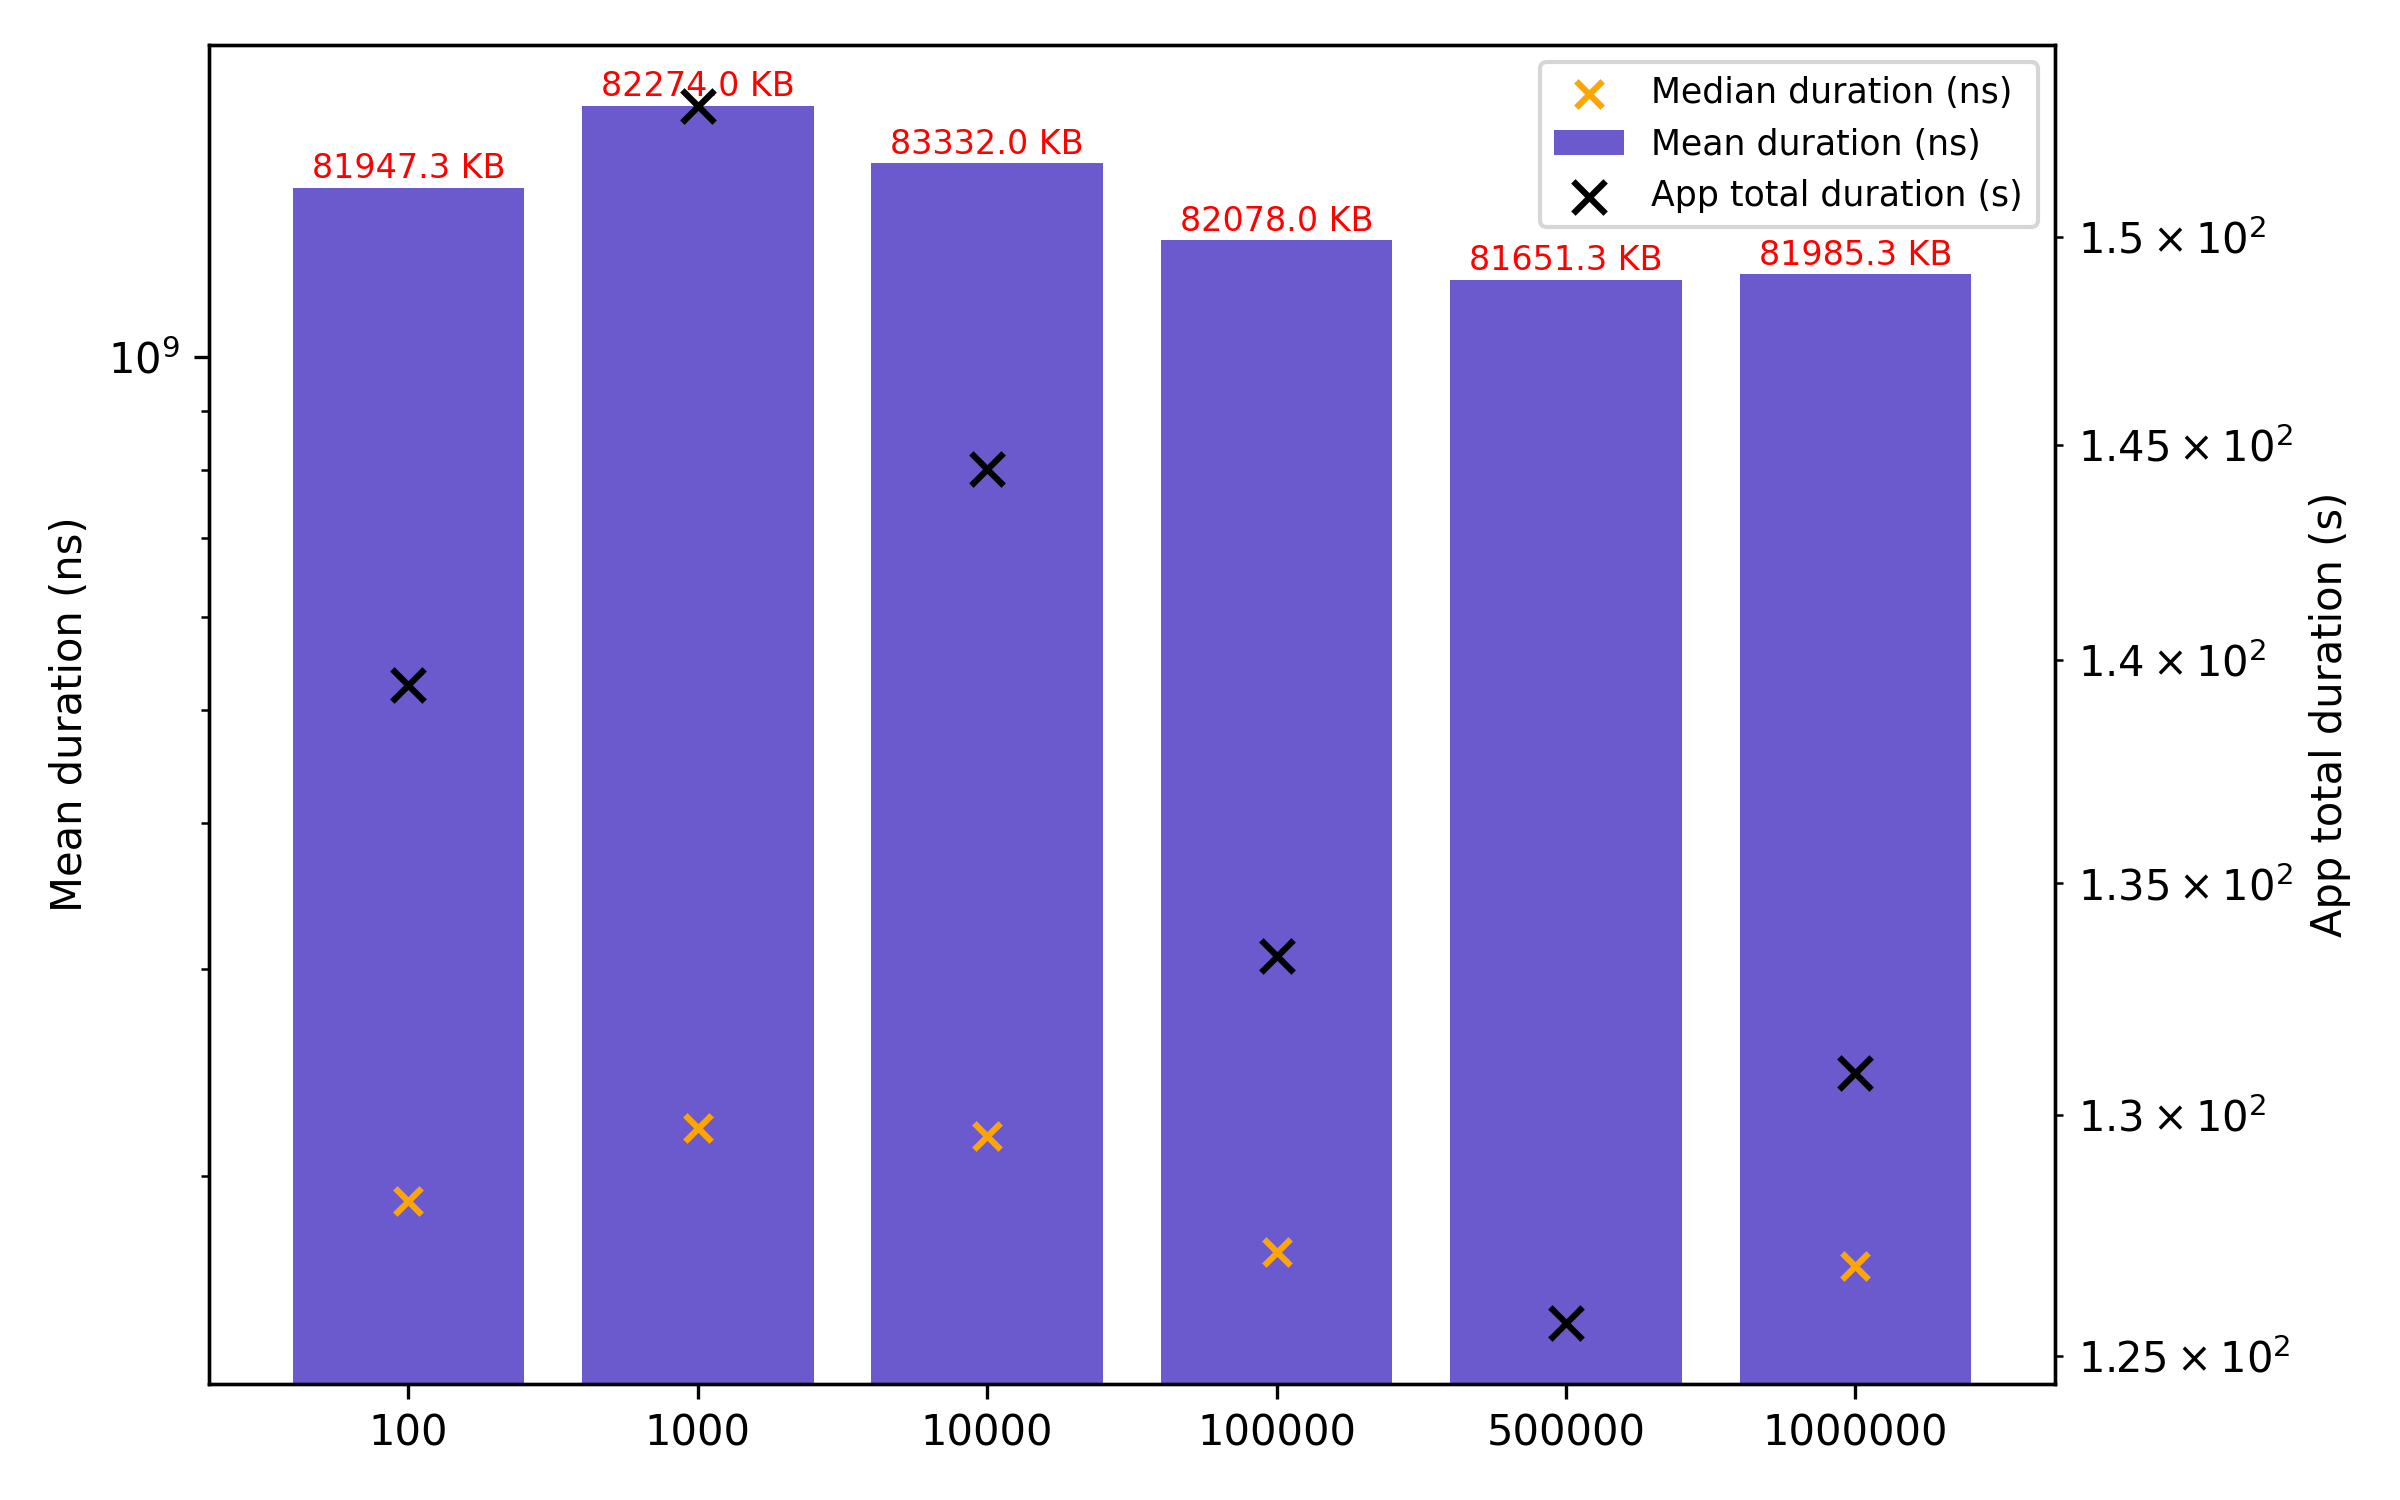 82274.0 KB
81947.3 KB
83332.0 KB
82078.0 KB
81651.3 KB
81985.3 KB
Median duration (ns)
Mean duration (ns)
App total duration (s)
Mean duration (ns)
10⁹
1.5 × 10²
1.45 × 10²
1.4 × 10²
1.35 × 10²
1.3 × 10²
1.25 × 10²
App total duration (s)
100
1000
10000
100000
500000
1000000